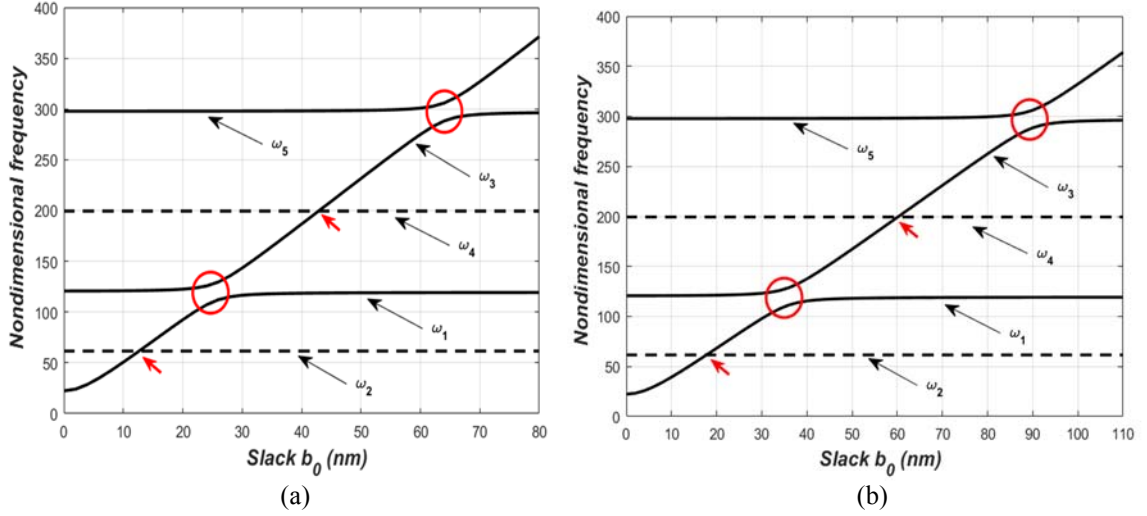 400
350
300
250
200
150
100
50
0
Nondimensional frequency
ω5
ω3
ω4
ω1
ω2
0 10 20 30 40 50 60 70 80
Slack b0 (nm)
(a)
400
350
300
250
200
150
100
50
0
Nondimensional frequency
ω5
ω3
ω4
ω1
ω2
0 10 20 30 40 50 60 70 80 90 100 110
Slack b0 (nm)
(b)